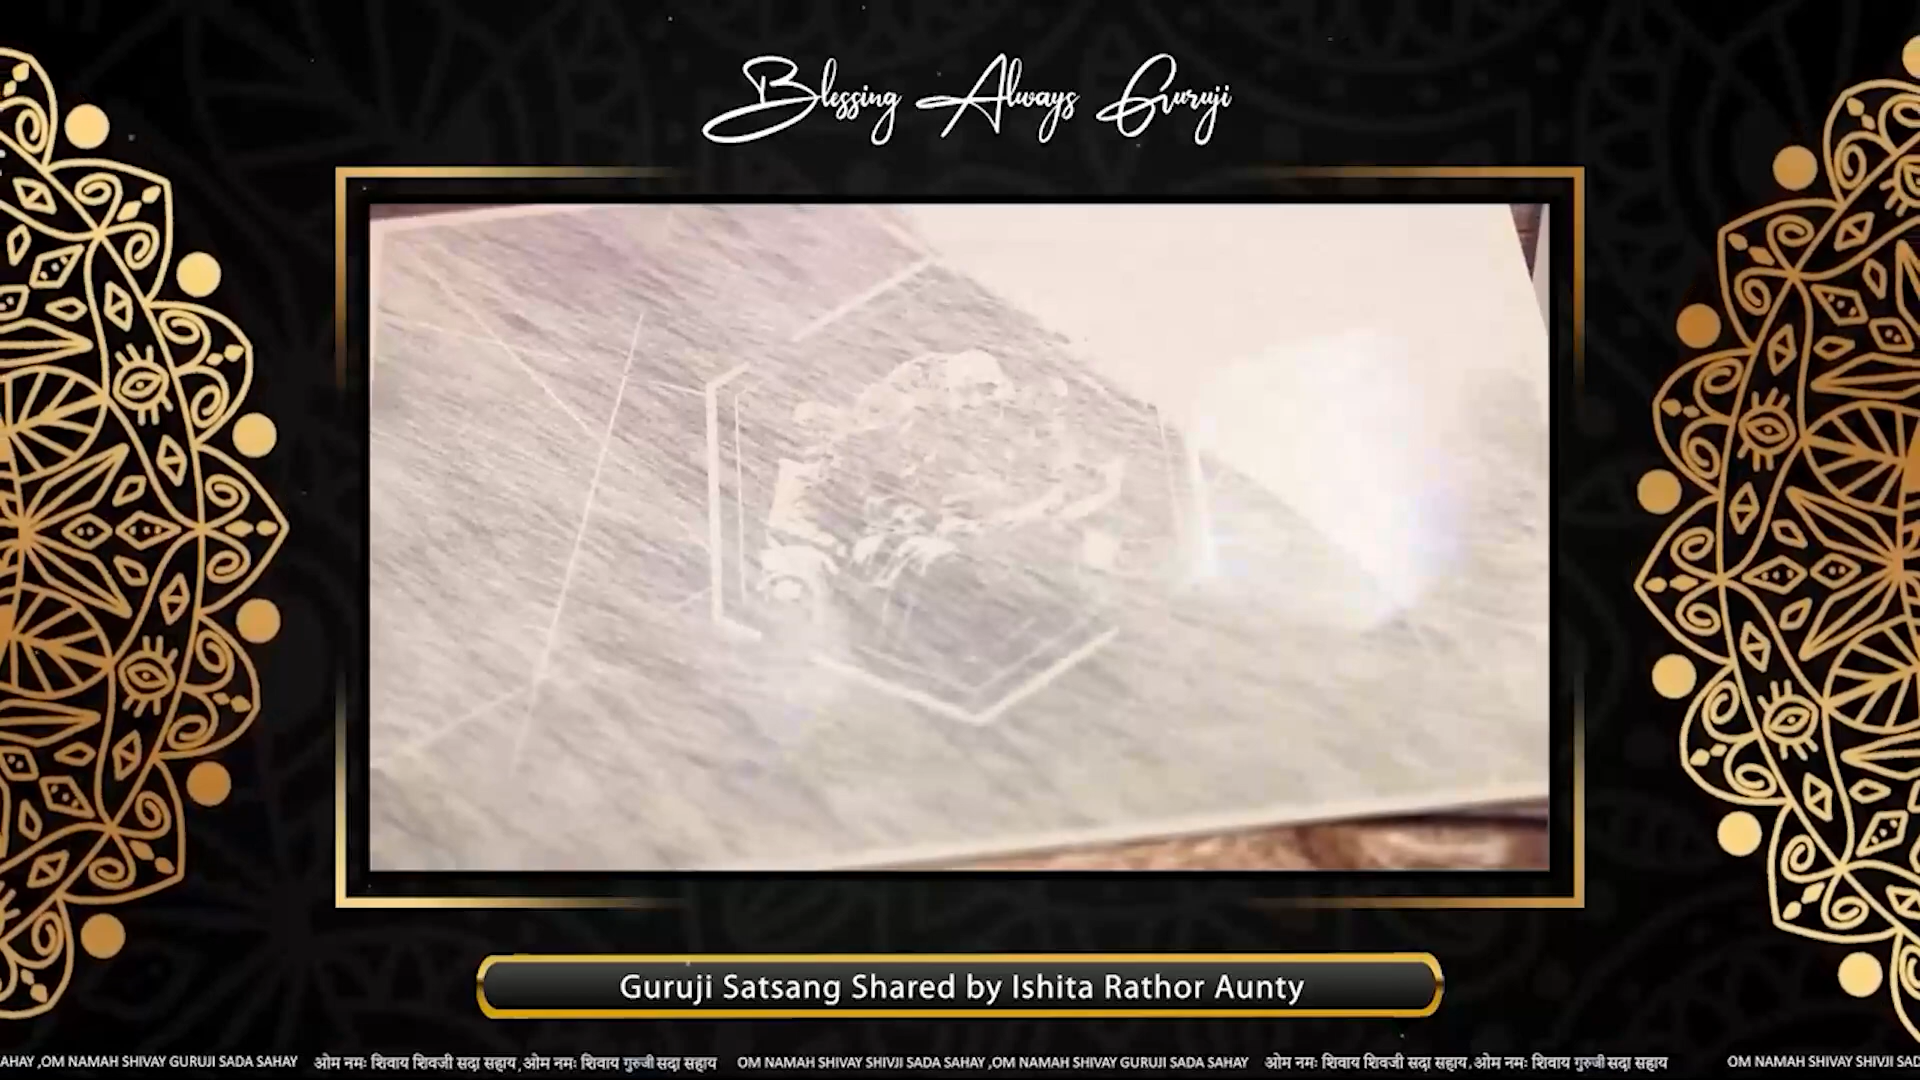 Blessing Always Guruji
Guruji Satsang Shared by Ishita Rathor Aunty
AHAY ,OM NAMAH SHIVAY GURUJI SADA SAHAY ओम नमः शिवाय शिवजी सदा सहाय, ओम नमः शिवाय गुरुजी सदा सहाय OM NAMAH SHIVAY SHIVJI SADA SAHAY ,OM NAMAH SHIVAY GURUJI SADA SAHAY ओम नमः शिवाय शिवजी सदा सहाय, ओम नमः शिवाय गुरुजी सदा सहाय OM NAMAH SHIVAY SHIVJI SAD